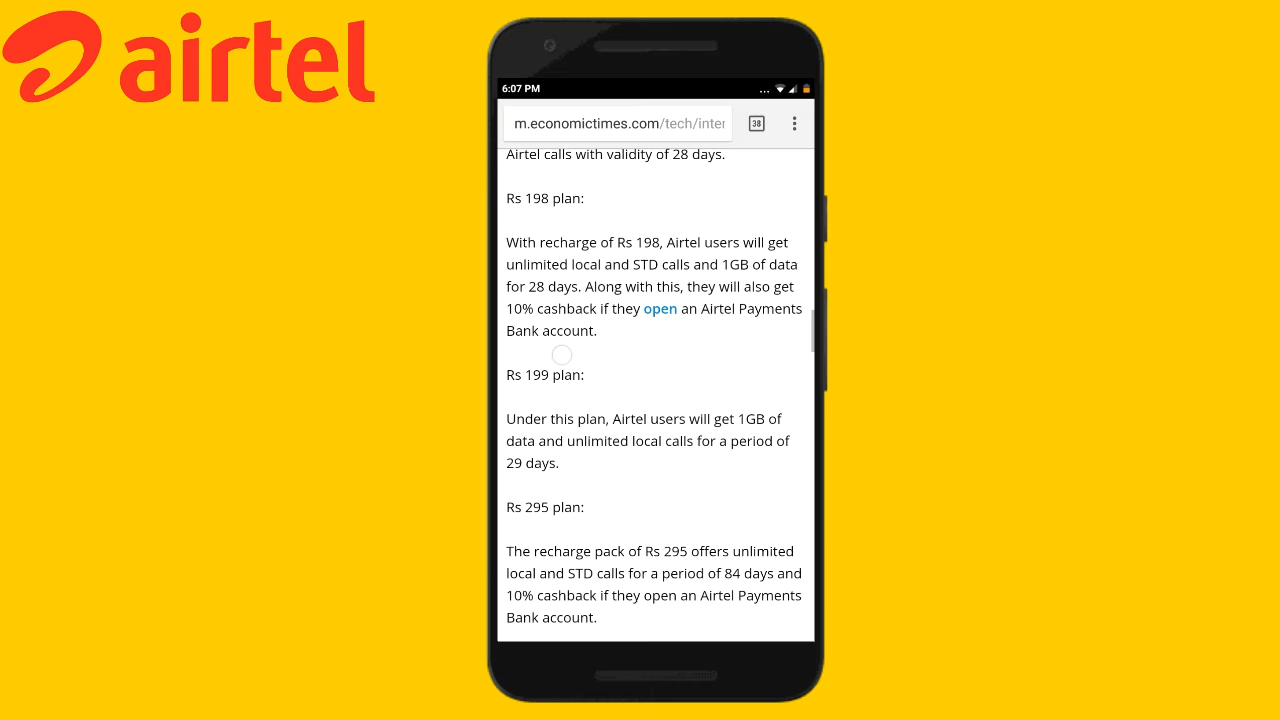 airtel
6:07 PM
m.economictimes.com/tech/inter
38
Airtel calls with validity of 28 days.
Rs 198 plan:
With recharge of Rs 198, Airtel users will get
unlimited local and STD calls and 1GB of data
for 28 days. Along with this, they will also get
10% cashback if they open an Airtel Payments
Bank account.
Rs 199 plan:
Under this plan, Airtel users will get 1GB of
data and unlimited local calls for a period of
29 days.
Rs 295 plan:
The recharge pack of Rs 295 offers unlimited
local and STD calls for a period of 84 days and
10% cashback if they open an Airtel Payments
Bank account.